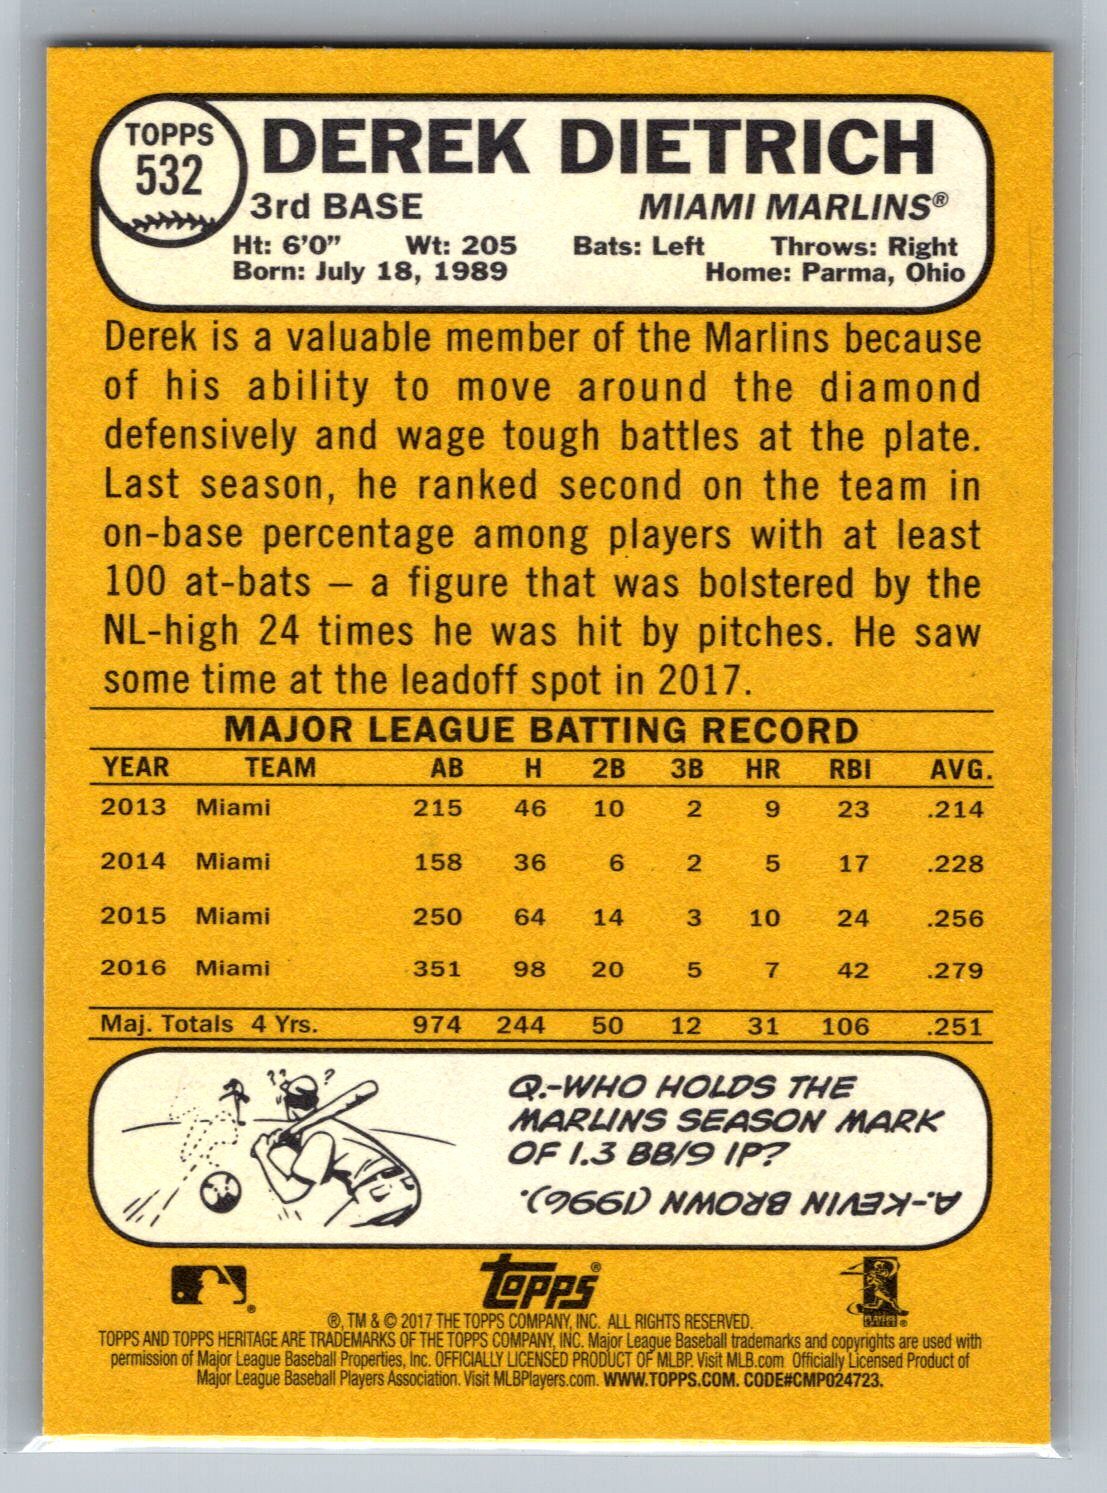 TOPPS
532
DEREK DIETRICH
3rd BASE MIAMI MARLINS®
Ht: 6'0" Wt: 205 Bats: Left Throws: Right
Born: July 18, 1989 Home: Parma, Ohio
Derek is a valuable member of the Marlins because
of his ability to move around the diamond
defensively and wage tough battles at the plate.
Last season, he ranked second on the team in
on-base percentage among players with at least
100 at-bats – a figure that was bolstered by the
NL-high 24 times he was hit by pitches. He saw
some time at the leadoff spot in 2017.
MAJOR LEAGUE BATTING RECORD
YEAR TEAM AB H 2B 3B HR RBI AVG.
2013 Miami 215 46 10 2 9 23 .214
2014 Miami 158 36 6 2 5 17 .228
2015 Miami 250 64 14 3 10 24 .256
2016 Miami 351 98 20 5 7 42 .279
Maj. Totals 4 Yrs. 974 244 50 12 31 106 .251
? ? ?
Q.-WHO HOLDS THE
MARLINS SEASON MARK
OF 1.3 BB/9 IP?
A.-KEVIN BROWN (1996).
TOPPS®
®, TM & © 2017 THE TOPPS COMPANY, INC. ALL RIGHTS RESERVED.
TOPPS AND TOPPS HERITAGE ARE TRADEMARKS OF THE TOPPS COMPANY, INC. Major League Baseball trademarks and copyrights are used with
permission of Major League Baseball Properties, Inc. OFFICIALLY LICENSED PRODUCT OF MLBP. Visit MLB.com Officially Licensed Product of
Major League Baseball Players Association. Visit MLBPlayers.com. WWW.TOPPS.COM. CODE#CMP024723.